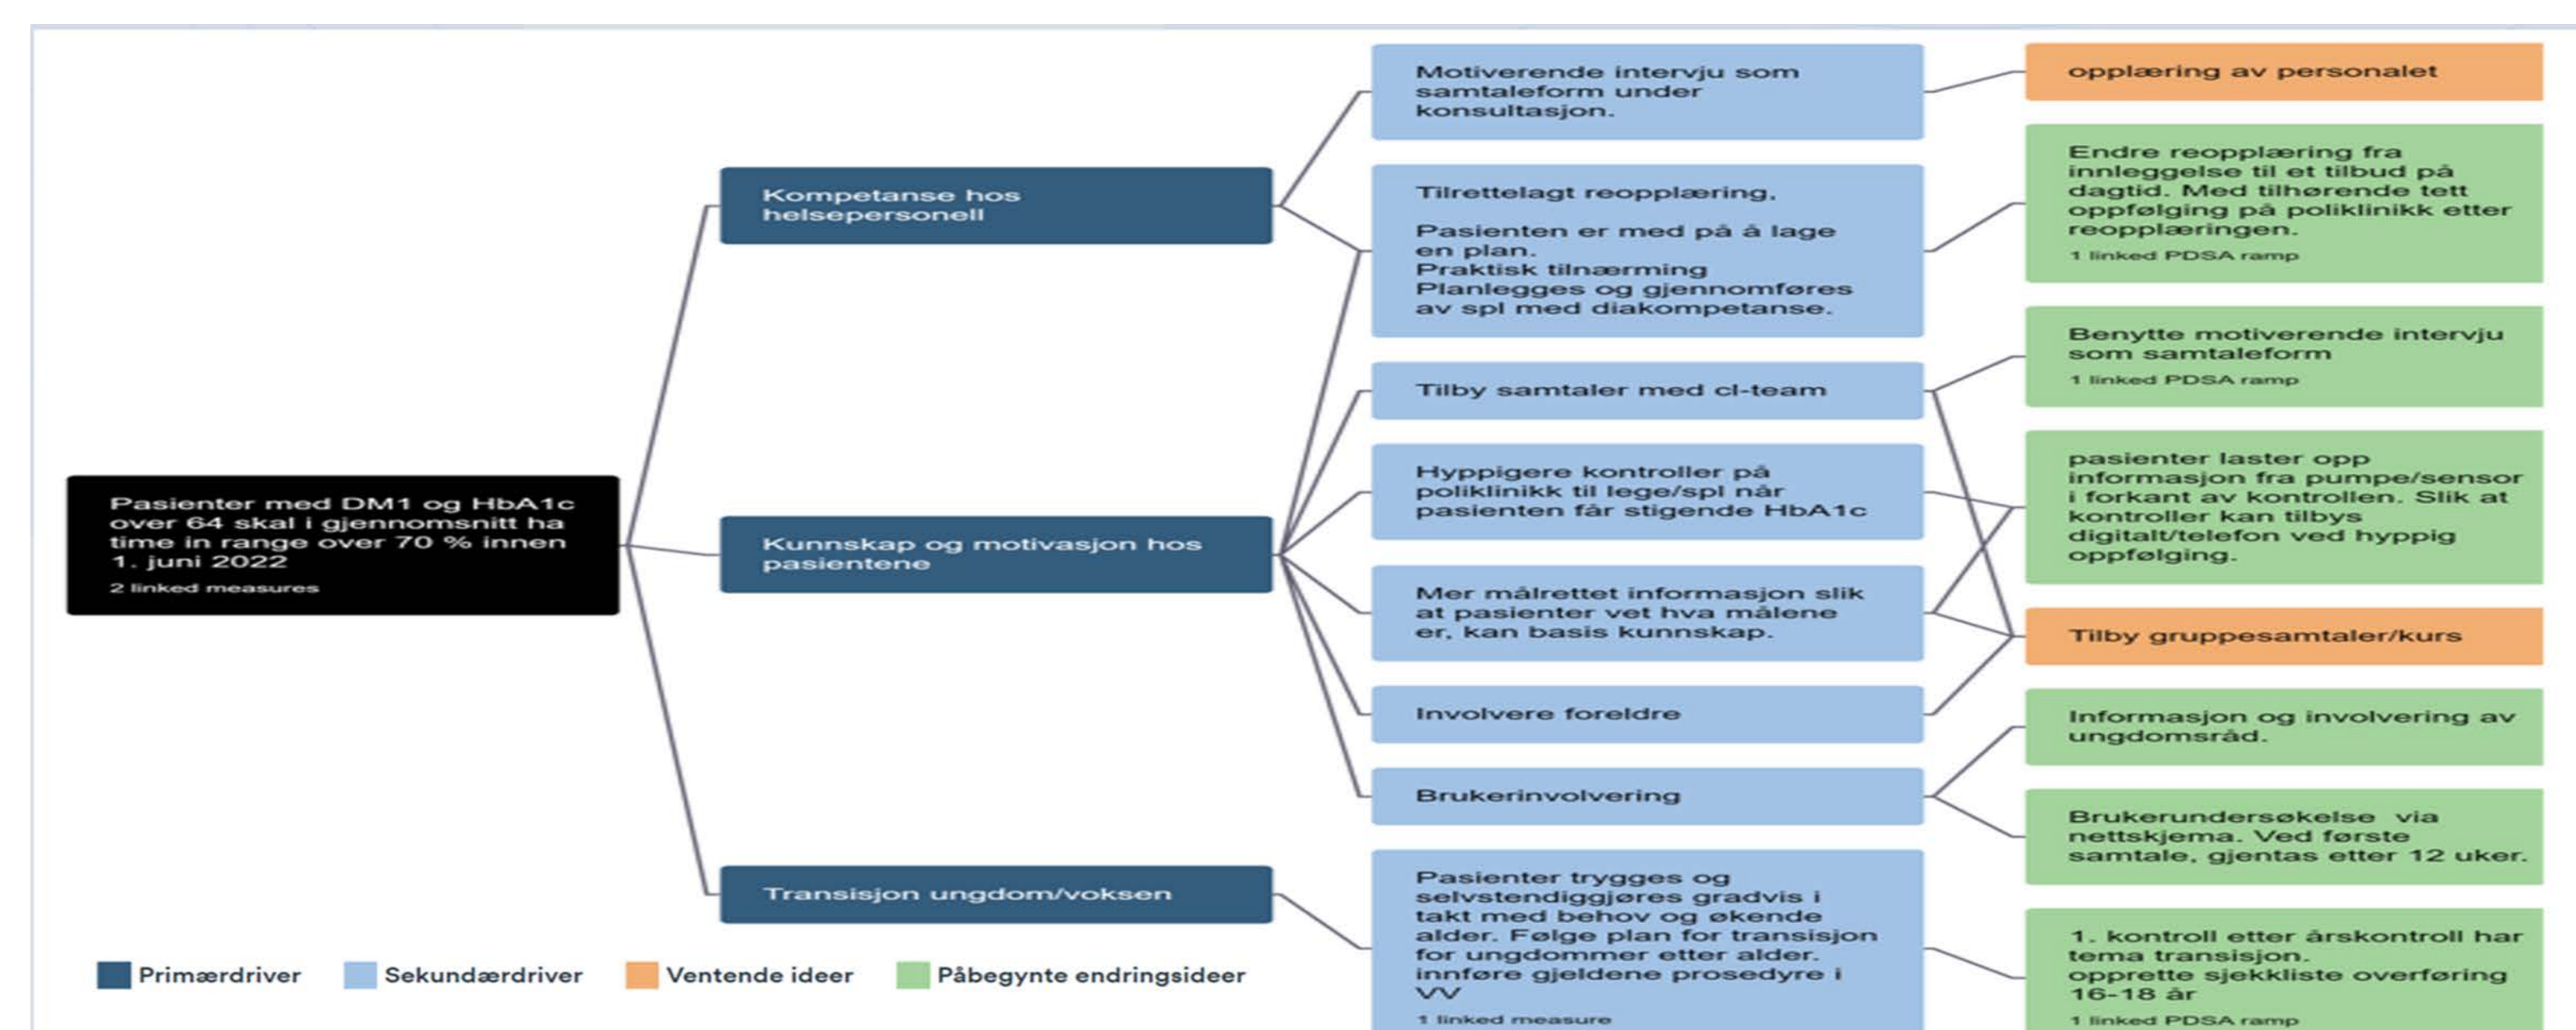 Pasienter med DM1 og HbA1c
over 64 skal i gjennomsnitt ha
time in range over 70 % innen
1. juni 2022
2 linked measures
Kompetanse hos
helsepersonell
Kunnskap og motivasjon hos
pasientene
Transisjon ungdom/voksen
Motiverende intervju som
samtaleform under
konsultasjon.
Tilrettelagt reopplæring,
Pasienten er med på å lage
en plan.
Praktisk tilnærming
Planlegges og gjennomføres
av spl med diakompetanse.
Tilby samtaler med cl-team
Hyppigere kontroller på
poliklinikk til lege/spl når
pasienten får stigende HbA1c
Mer målrettet informasjon slik
at pasienter vet hva målene
er, kan basis kunnskap.
Involvere foreldre
Brukerinvolvering
Pasienter trygges og
selvstendiggjøres gradvis i
takt med behov og økende
alder. Følge plan for transisjon
for ungdommer etter alder.
innføre gjeldene prosedyre i
VV
1 linked measure
opplæring av personalet
Endre reopplæring fra
innleggelse til et tilbud på
dagtid. Med tilhørende tett
oppfølging på poliklinikk etter
reopplæringen.
1 linked PDSA ramp
Benytte motiverende intervju
som samtaleform
1 linked PDSA ramp
pasienter laster opp
informasjon fra pumpe/sensor
i forkant av kontrollen. Slik at
kontroller kan tilbys
digitalt/telefon ved hyppig
oppfølging.
Tilby gruppesamtaler/kurs
Informasjon og involvering av
ungdomsråd.
Brukerundersøkelse via
nettskjema. Ved første
samtale, gjentas etter 12 uker.
1. kontroll etter årskontroll har
tema transisjon.
opprette sjekkliste overføring
16-18 år
1 linked PDSA ramp
Primærdriver
Sekundærdriver
Ventende ideer
Påbegynte endringsideer